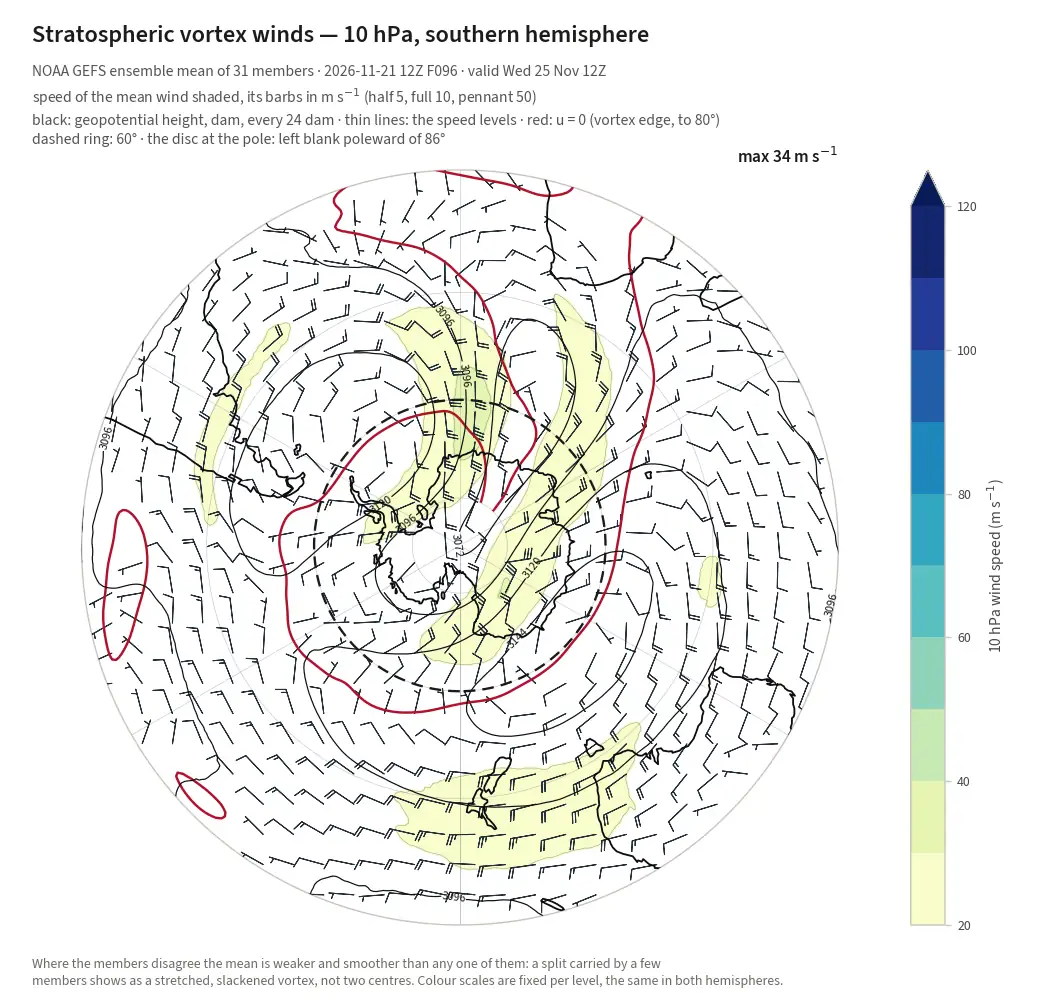 Stratospheric vortex winds — 10 hPa, southern hemisphere
NOAA GEFS ensemble mean of 31 members · 2026-11-21 12Z F096 · valid Wed 25 Nov 12Z
speed of the mean wind shaded, its barbs in m s⁻¹ (half 5, full 10, pennant 50)
black: geopotential height, dam, every 24 dam · thin lines: the speed levels · red: u = 0 (vortex edge, to 80°)
dashed ring: 60° · the disc at the pole: left blank poleward of 86°
max 34 m s⁻¹
120
100
80
60
40
20
10 hPa wind speed (m s⁻¹)
3096
3096
3096
3096
3072
3120
3144
3096
3096
Where the members disagree the mean is weaker and smoother than any one of them: a split carried by a few
members shows as a stretched, slackened vortex, not two centres. Colour scales are fixed per level, the same in both hemispheres.